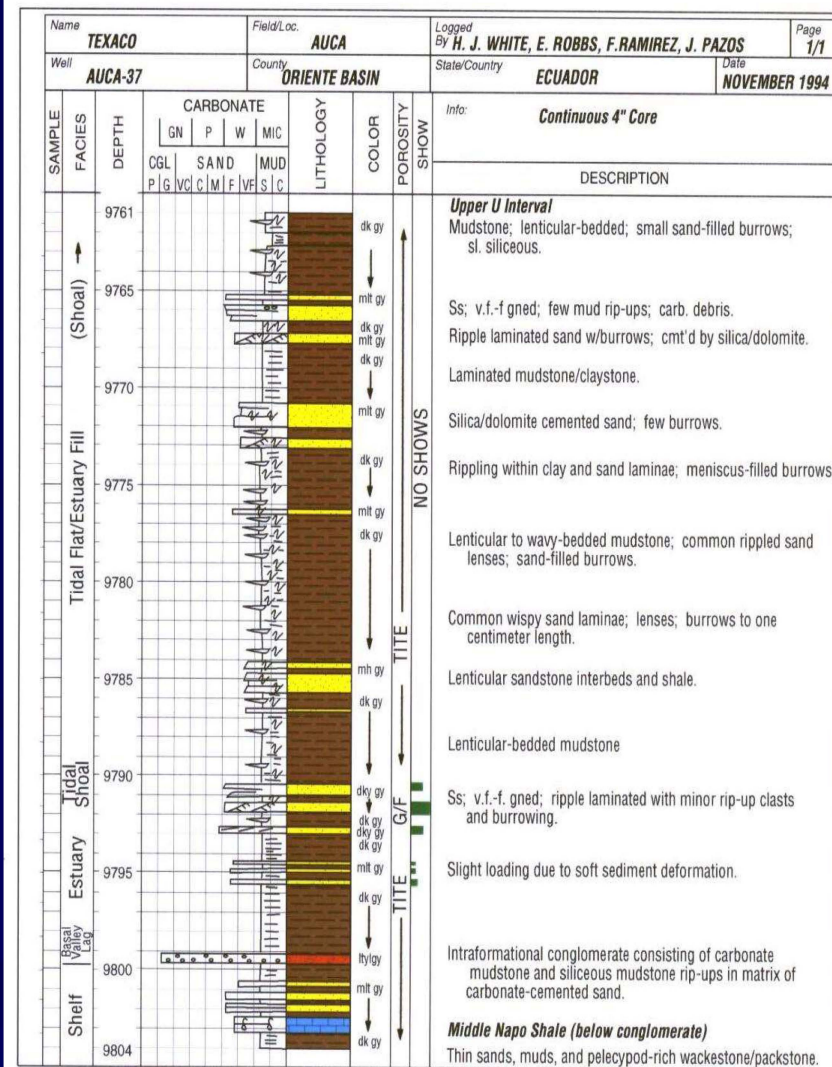 Name
TEXACO
Field/Loc.
AUCA
Logged
By H. J. WHITE, E. ROBBS, F.RAMIREZ, J. PAZOS
Page
1/1
Well
AUCA-37
County
ORIENTE BASIN
State/Country
ECUADOR
Date
NOVEMBER 1994
SAMPLE
FACIES
DEPTH
CARBONATE
GN P W MIC
CGL SAND MUD
P G VC C M F VF S C
LITHOLOGY
COLOR
POROSITY
SHOW
Info:
Continuous 4" Core
DESCRIPTION
Upper U Interval
9761
dk gy
Mudstone; lenticular-bedded; small sand-filled burrows;
sl. siliceous.
(Shoal)
9765
mlt gy
Ss; v.f.-f gned; few mud rip-ups; carb. debris.
dk gy
mlt gy
Ripple laminated sand w/burrows; cmt'd by silica/dolomite.
dk gy
9770
Laminated mudstone/claystone.
mlt gy
Silica/dolomite cemented sand; few burrows.
NO SHOWS
Tidal Flat/Estuary Fill
dk gy
Rippling within clay and sand laminae; meniscus-filled burrows
9775
mlt gy
dk gy
Lenticular to wavy-bedded mudstone; common rippled sand
lenses; sand-filled burrows.
9780
Common wispy sand laminae; lenses; burrows to one
centimeter length.
TITE
mh gy
9785
Lenticular sandstone interbeds and shale.
dk gy
Lenticular-bedded mudstone
9790
Tidal
Shoal
dky gy
G/F
Ss; v.f.-f. gned; ripple laminated with minor rip-up clasts
and burrowing.
dk gy
dky gy
dk gy
Estuary
9795
mlt gy
Slight loading due to soft sediment deformation.
TITE
dk gy
Basal
Valley
Lag
ltylgy
9800
Intraformational conglomerate consisting of carbonate
mudstone and siliceous mudstone rip-ups in matrix of
carbonate-cemented sand.
mlt gy
Shelf
Middle Napo Shale (below conglomerate)
dk gy
9804
Thin sands, muds, and pelecypod-rich wackestone/packstone.